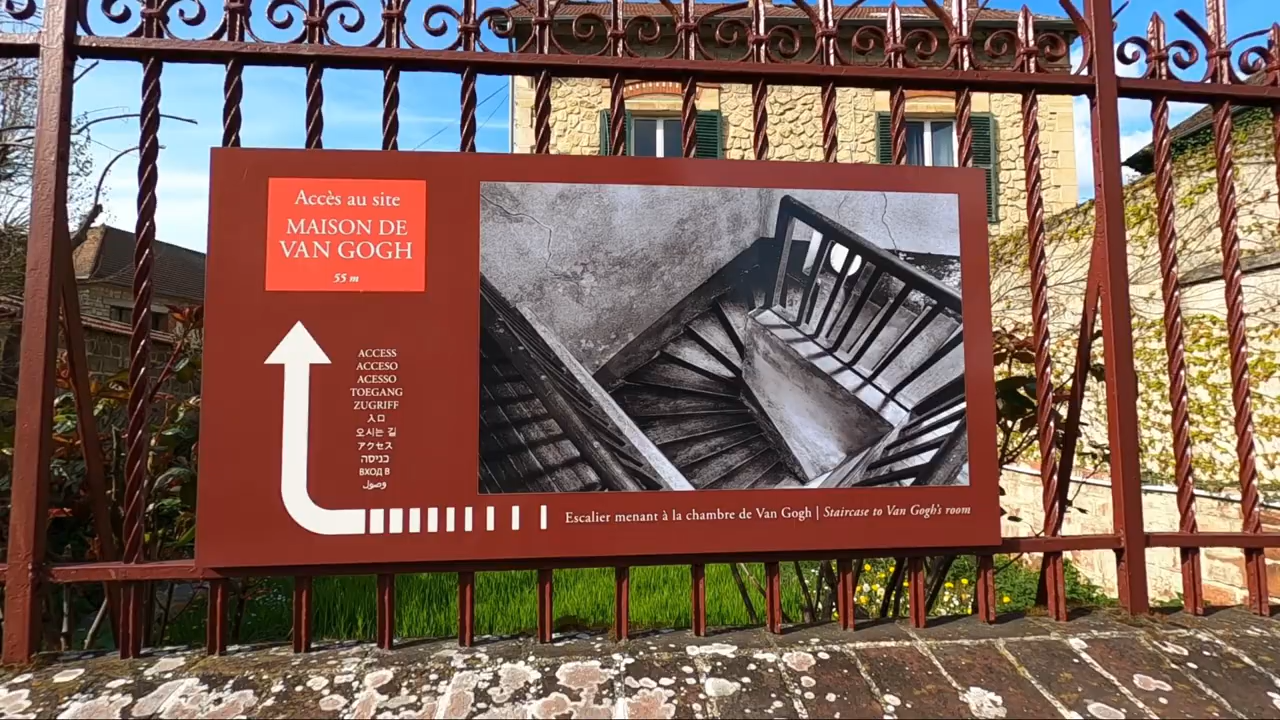 Accès au site
MAISON DE
VAN GOGH
55 m
ACCESS
ACCESO
ACESSO
TOEGANG
ZUGRIFF
入口
오시는 길
アクセス
כניסה
ВХОД В
وصول
Escalier menant à la chambre de Van Gogh | Staircase to Van Gogh's room